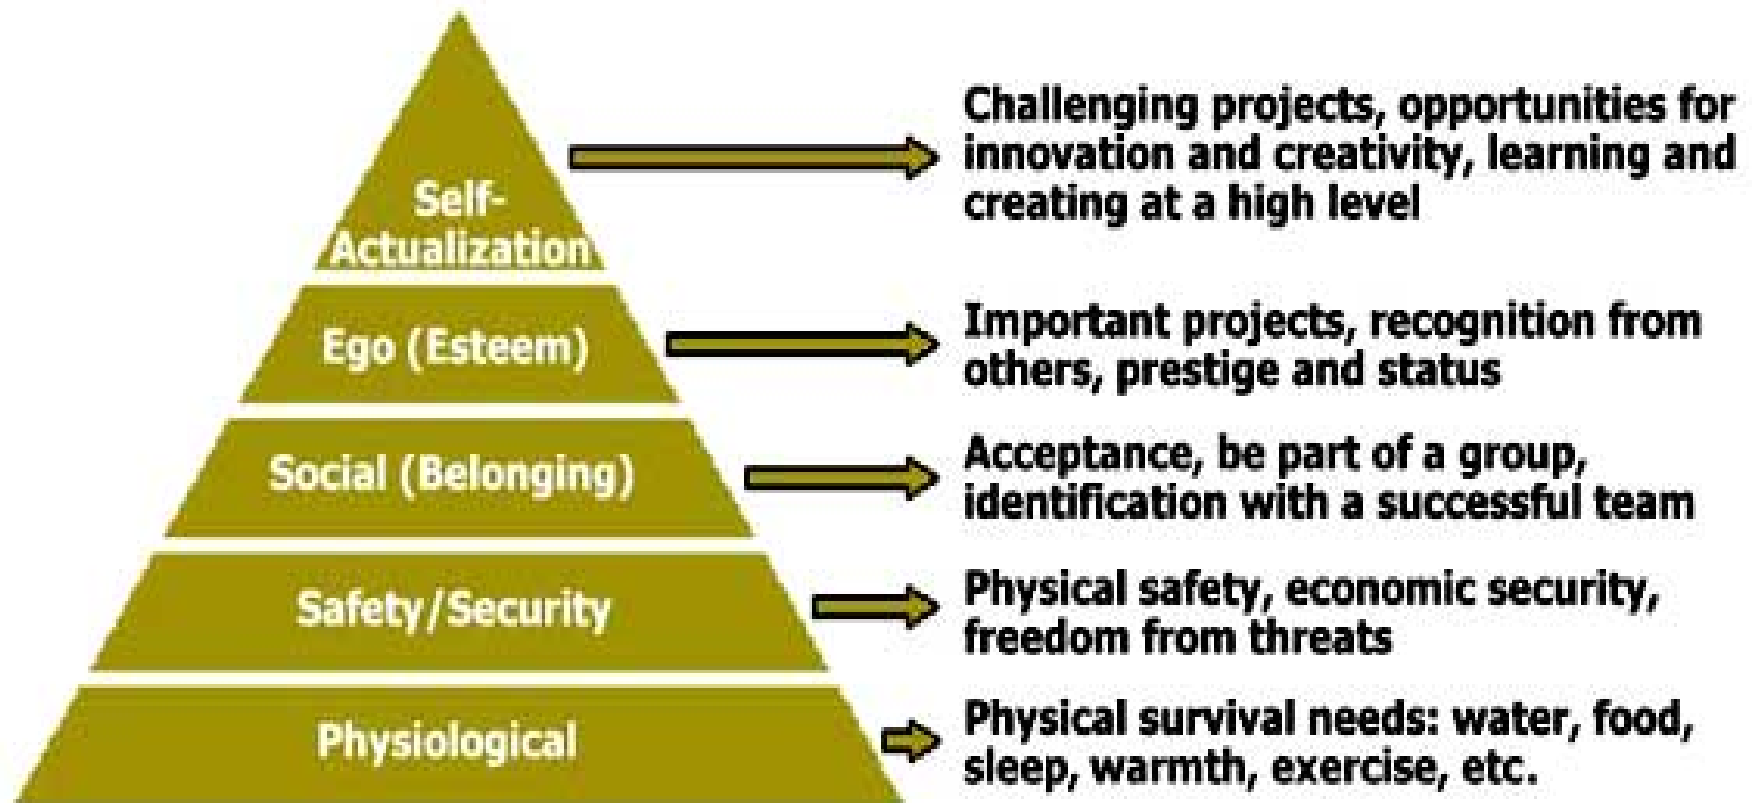 Self-
Actualization
Challenging projects, opportunities for
innovation and creativity, learning and
creating at a high level
Ego (Esteem)
Important projects, recognition from
others, prestige and status
Social (Belonging)
Acceptance, be part of a group,
identification with a successful team
Safety/Security
Physical safety, economic security,
freedom from threats
Physiological
Physical survival needs: water, food,
sleep, warmth, exercise, etc.